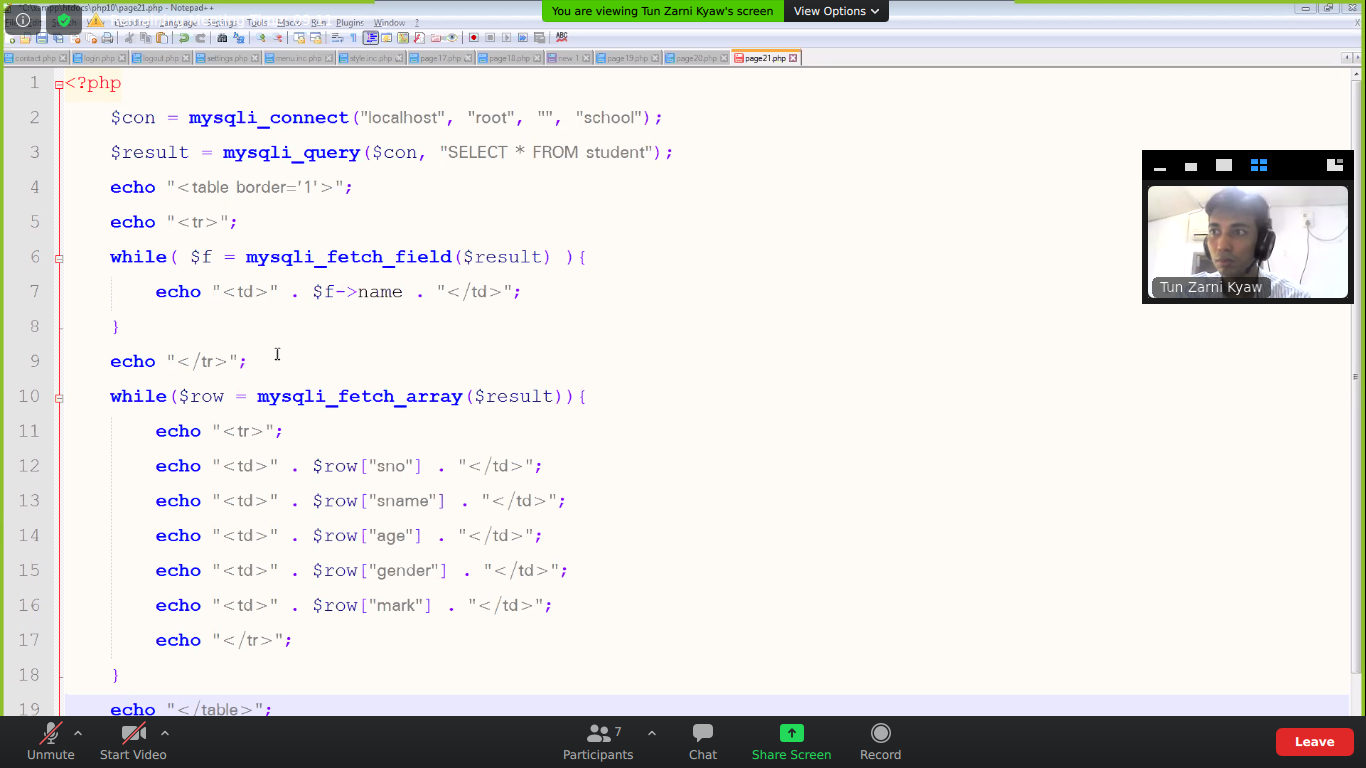 "C:\xampp\htdocs\php10\page21.php - Notepad++
You are viewing Tun Zarni Kyaw's screen
View Options
Language Settings Tools Macro Run Plugins Window ?
contact.php login.php logout.php settings.php menu.inc.php style.inc.php page17.php page18.php new 1 page19.php page20.php page21.php
1 <?php
2 $con = mysqli_connect("localhost", "root", "", "school");
3 $result = mysqli_query($con, "SELECT * FROM student");
4 echo "<table border='1'>";
5 echo "<tr>";
6 while( $f = mysqli_fetch_field($result) ){
7 echo "<td>" . $f->name . "</td>";
8 }
9 echo "</tr>";
10 while($row = mysqli_fetch_array($result)){
11 echo "<tr>";
12 echo "<td>" . $row["sno"] . "</td>";
13 echo "<td>" . $row["sname"] . "</td>";
14 echo "<td>" . $row["age"] . "</td>";
15 echo "<td>" . $row["gender"] . "</td>";
16 echo "<td>" . $row["mark"] . "</td>";
17 echo "</tr>";
18 }
19 echo "</table>";
Tun Zarni Kyaw
Unmute
Start Video
7
Participants
Chat
Share Screen
Record
Leave